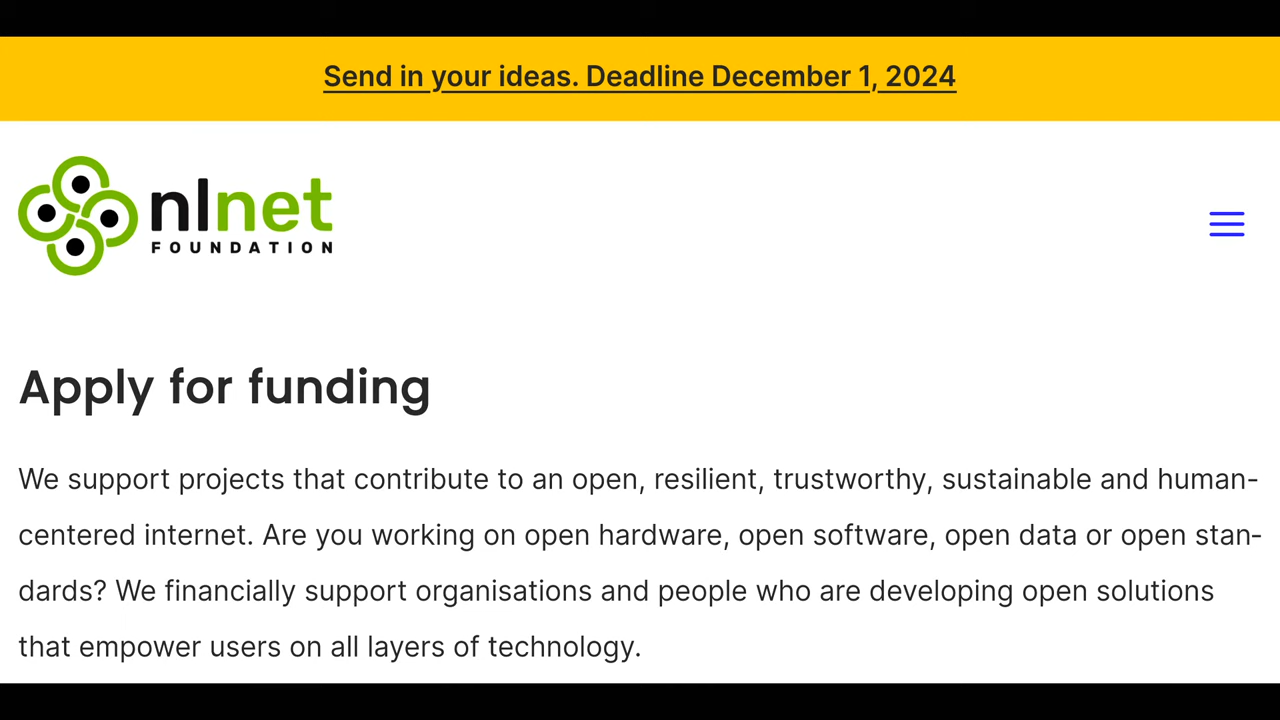 Send in your ideas. Deadline December 1, 2024
nlnet
FOUNDATION
Apply for funding
We support projects that contribute to an open, resilient, trustworthy, sustainable and human-
centered internet. Are you working on open hardware, open software, open data or open stan-
dards? We financially support organisations and people who are developing open solutions
that empower users on all layers of technology.